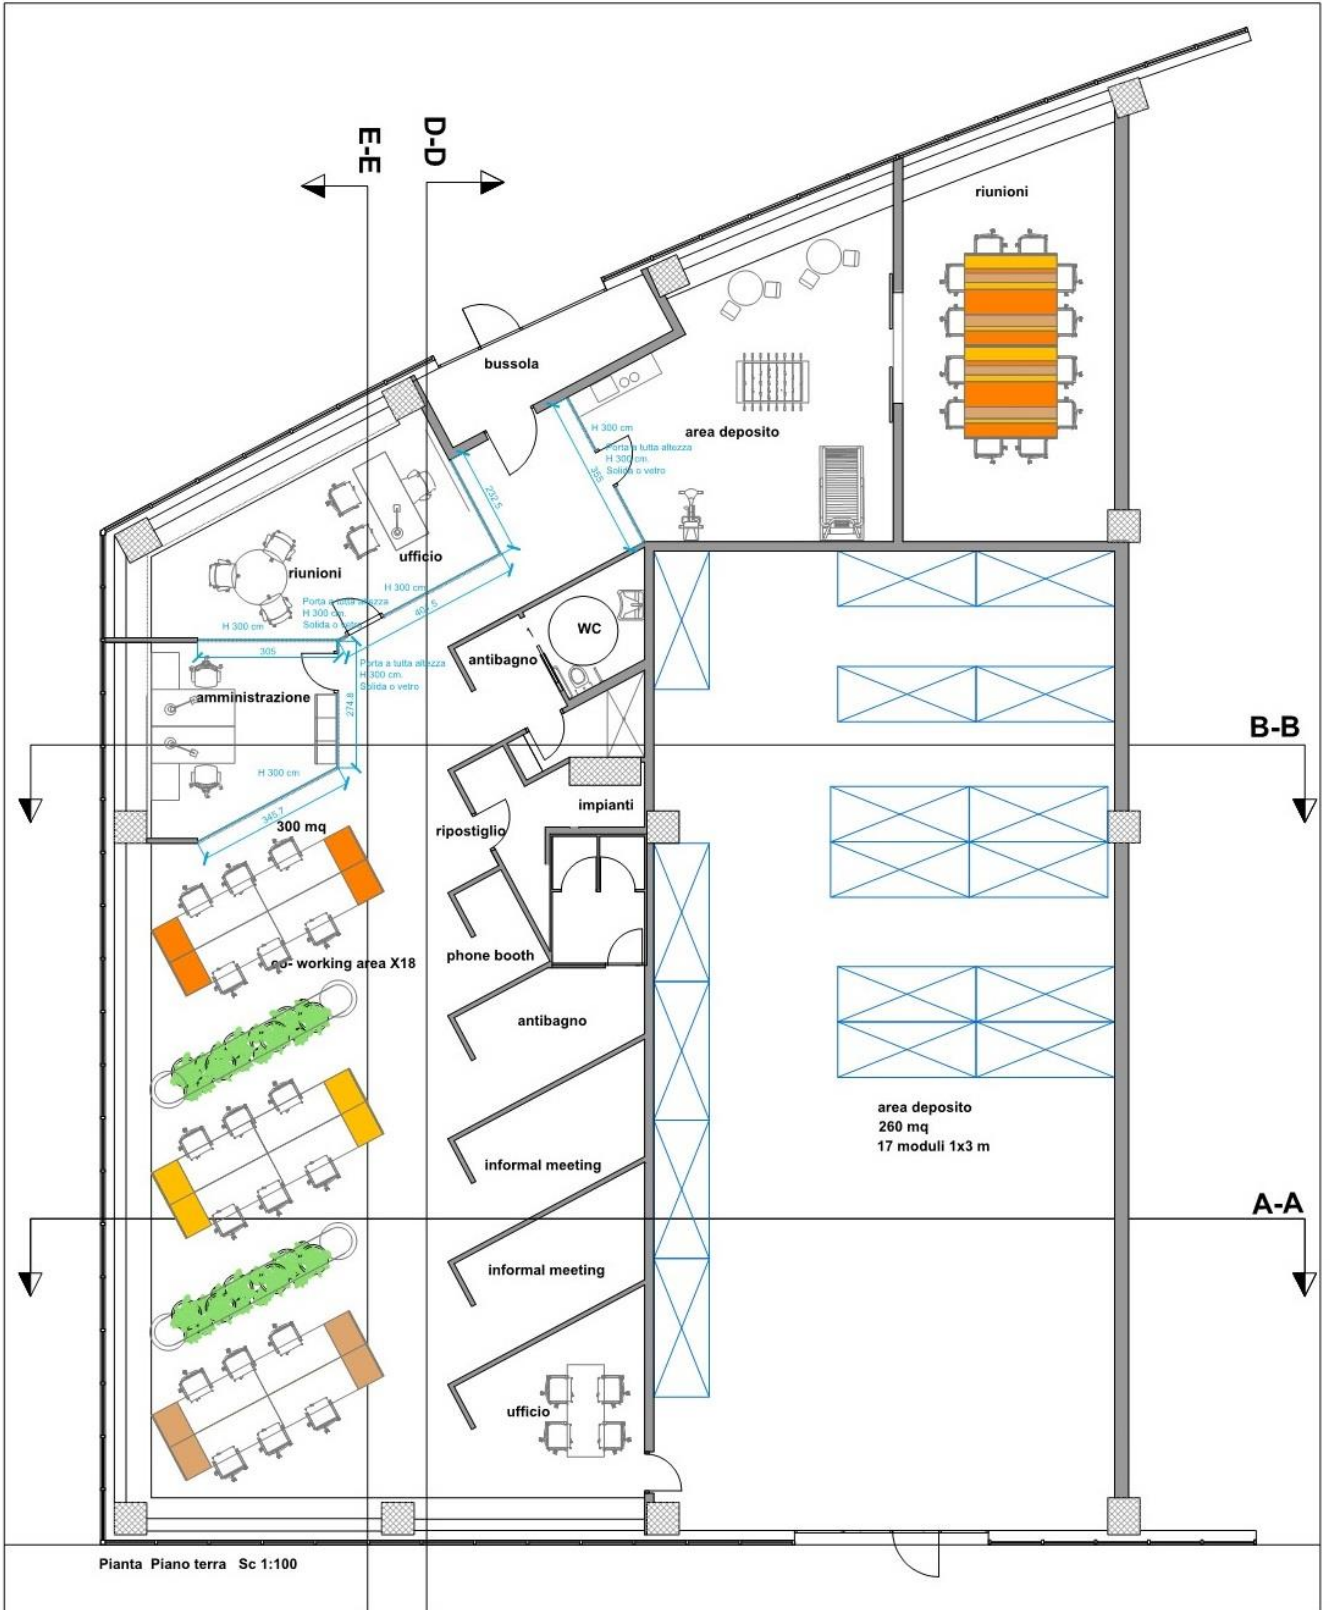 E-E
D-D
riunioni
bussola
H 300 cm
area deposito
Porta a tutta altezza
H 300 cm.
Solida o vetro
355
232.5
ufficio
riunioni
H 300 cm
Porta a tutta altezza
H 300 cm.
Solida o vetro
H 300 cm
305
WC
antibagno
Porta a tutta altezza
H 300 cm.
Solida o vetro
amministrazione
274.8
B-B
H 300 cm
345.7
300 mq
impianti
ripostiglio
phone booth
co- working area X18
antibagno
area deposito
260 mq
17 moduli 1x3 m
informal meeting
A-A
informal meeting
ufficio
Pianta Piano terra Sc 1:100